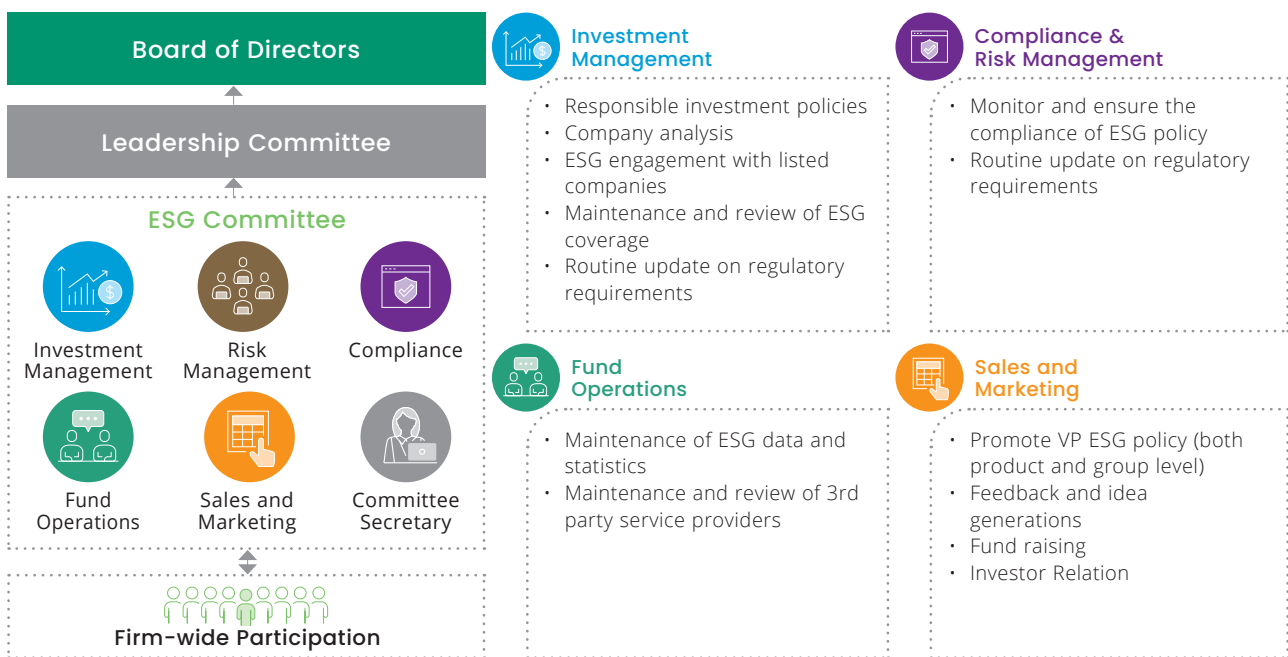 Board of Directors
Leadership Committee
ESG Committee
Investment
Management
Risk
Management
Compliance
Fund
Operations
Sales and
Marketing
Committee
Secretary
Firm-wide Participation
Investment
Management
• Responsible investment policies
• Company analysis
• ESG engagement with listed
companies
• Maintenance and review of ESG
coverage
• Routine update on regulatory
requirements
Compliance &
Risk Management
• Monitor and ensure the
compliance of ESG policy
• Routine update on regulatory
requirements
Fund
Operations
• Maintenance of ESG data and
statistics
• Maintenance and review of 3rd
party service providers
Sales and
Marketing
• Promote VP ESG policy (both
product and group level)
• Feedback and idea
generations
• Fund raising
• Investor Relation